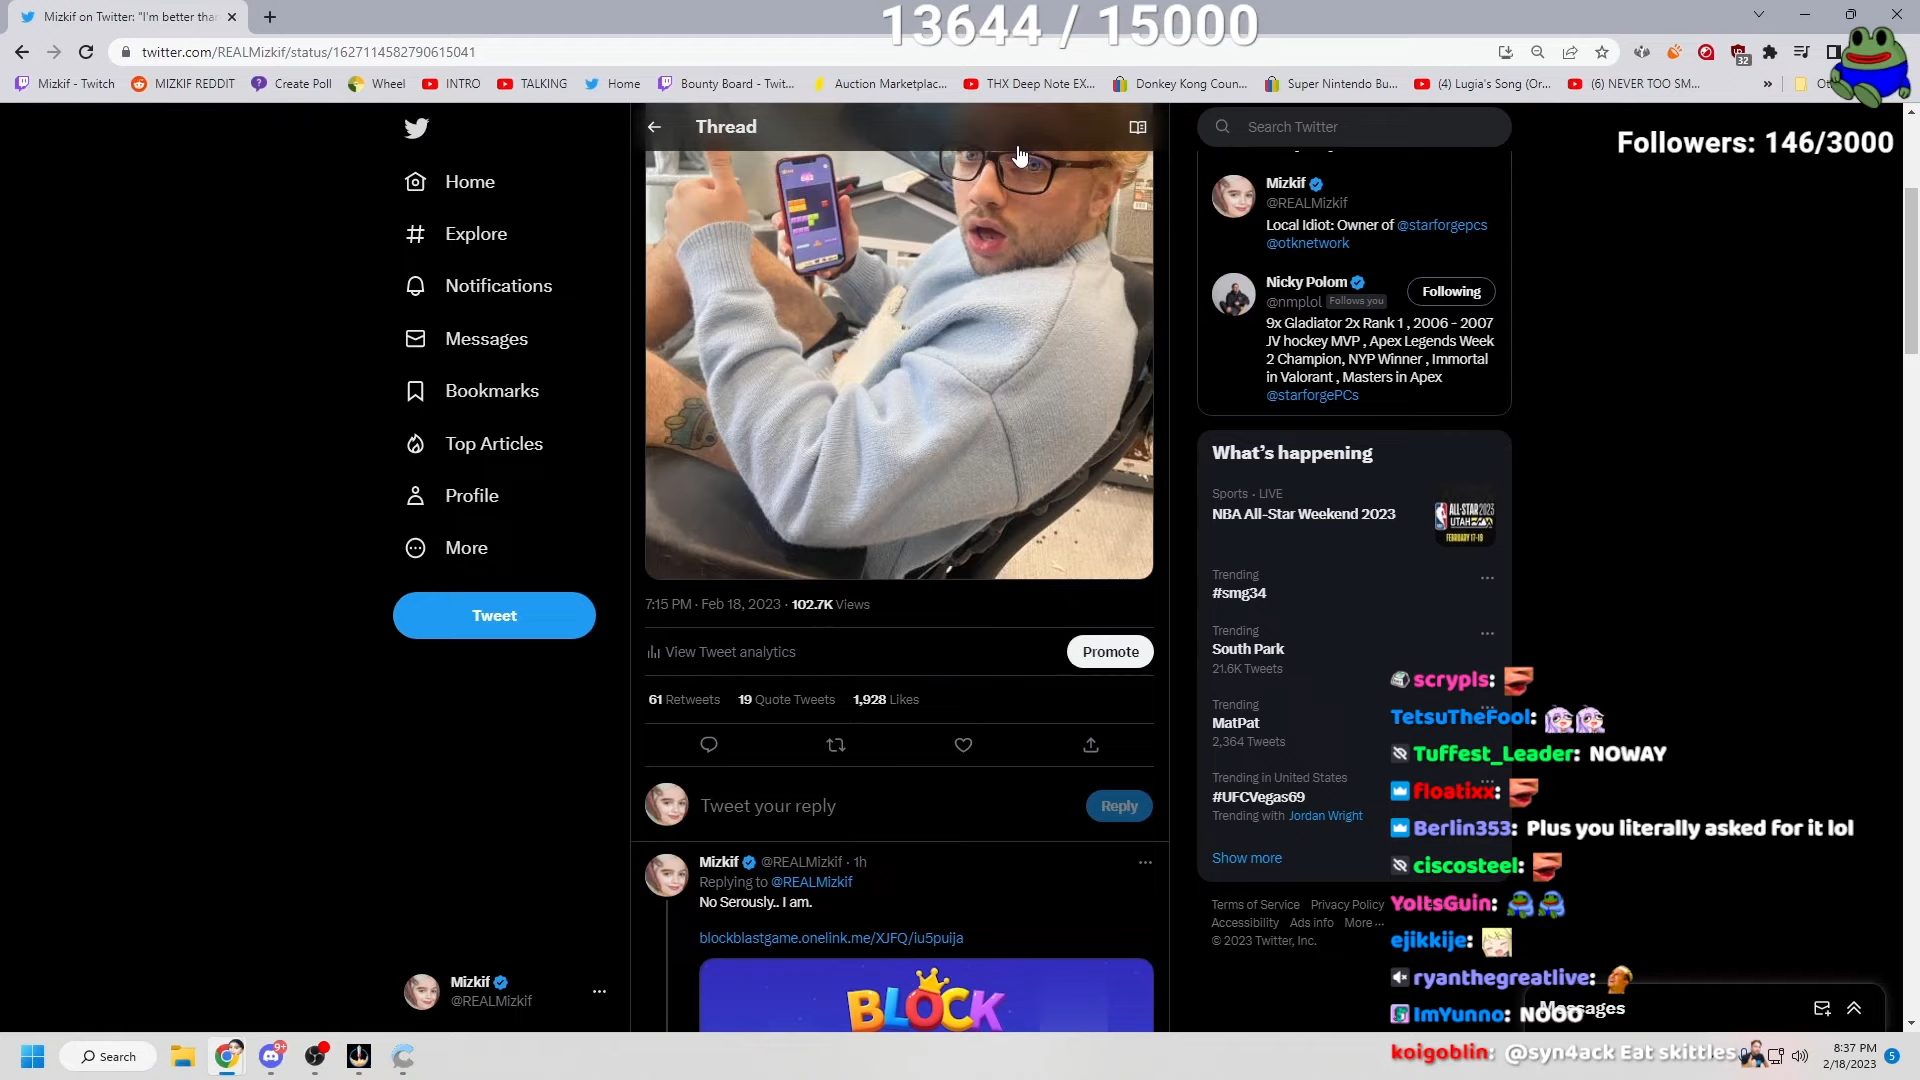 Mizkif on Twitter: "I'm better than
13644 / 15000
twitter.com/REALMizkif/status/1627114582790615041
32
Mizkif - Twitch
MIZKIF REDDIT
Create Poll
Wheel
INTRO
TALKING
Home
Bounty Board - Twit...
Auction Marketplac...
THX Deep Note EX...
Donkey Kong Coun...
Super Nintendo Bu...
(4) Lugia's Song (Or...
(6) NEVER TOO SM...
»
Followers: 146/3000
Home
Explore
Notifications
Messages
Bookmarks
Top Articles
Profile
More
Tweet
Mizkif
@REALMizkif
Thread
7:15 PM · Feb 18, 2023 · 102.7K Views
View Tweet analytics
Promote
61 Retweets 19 Quote Tweets 1,928 Likes
Tweet your reply
Reply
Mizkif @REALMizkif · 1h
Replying to @REALMizkif
No Serously.. I am.
blockblastgame.onelink.me/XJFQ/iu5puija
BLOCK
Search Twitter
Mizkif
@REALMizkif
Local Idiot: Owner of @starforgepcs
@otknetwork
Nicky Polom
@nmplol Follows you
Following
9x Gladiator 2x Rank 1 , 2006 - 2007
JV hockey MVP , Apex Legends Week
2 Champion, NYP Winner , Immortal
in Valorant , Masters in Apex
@starforgePCs
What's happening
Sports · LIVE
NBA All-Star Weekend 2023
ALL-STAR 2023
UTAH
FEBRUARY 17-19
Trending
#smg34
Trending
South Park
21.6K Tweets
Trending
MatPat
2,364 Tweets
Trending in United States
#UFCVegas69
Trending with Jordan Wright
Show more
Terms of Service Privacy Policy
Accessibility Ads info More ···
© 2023 Twitter, Inc.
scrypls:
TetsuTheFool:
Tuffest_Leader: NOWAY
floatixx:
Berlin353: Plus you literally asked for it lol
ciscosteel:
YoltsGuin:
ejikkije:
ryanthegreatlive:
ImYunno: NOOO
koigoblin: @syn4ack Eat skittles
Messages
Search
9+
8:37 PM
2/18/2023
5